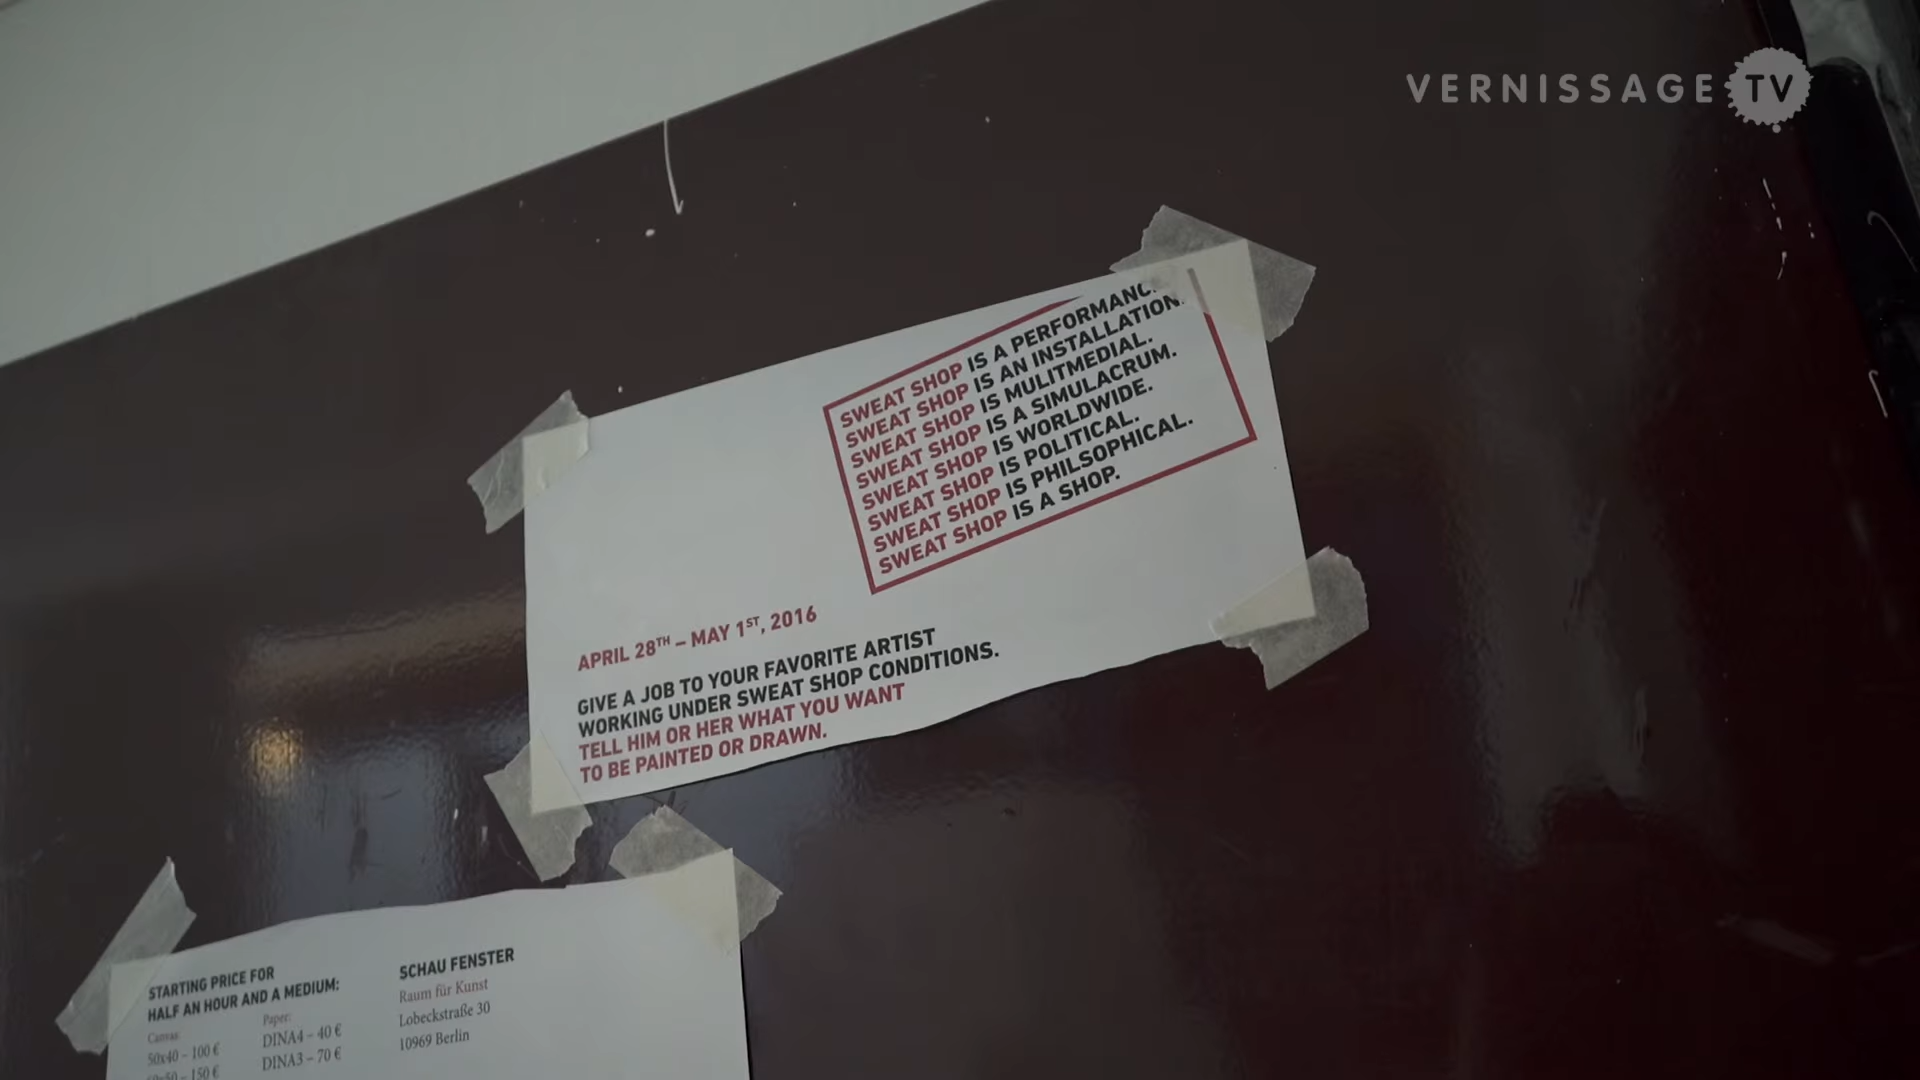 VERNISSAGE TV
SWEAT SHOP IS A PERFORMANC
SWEAT SHOP IS AN INSTALLATION.
SWEAT SHOP IS MULITMEDIAL.
SWEAT SHOP IS A SIMULACRUM.
SWEAT SHOP IS WORLDWIDE.
SWEAT SHOP IS POLITICAL.
SWEAT SHOP IS PHILSOPHICAL.
SWEAT SHOP IS A SHOP.
APRIL 28TH – MAY 1ST, 2016
GIVE A JOB TO YOUR FAVORITE ARTIST
WORKING UNDER SWEAT SHOP CONDITIONS.
TELL HIM OR HER WHAT YOU WANT
TO BE PAINTED OR DRAWN.
STARTING PRICE FOR
HALF AN HOUR AND A MEDIUM:
Canvas:
50x40 – 100 €
– 150 €
Paper:
DINA4 – 40 €
DINA3 – 70 €
SCHAU FENSTER
Raum für Kunst
Lobeckstraße 30
10969 Berlin